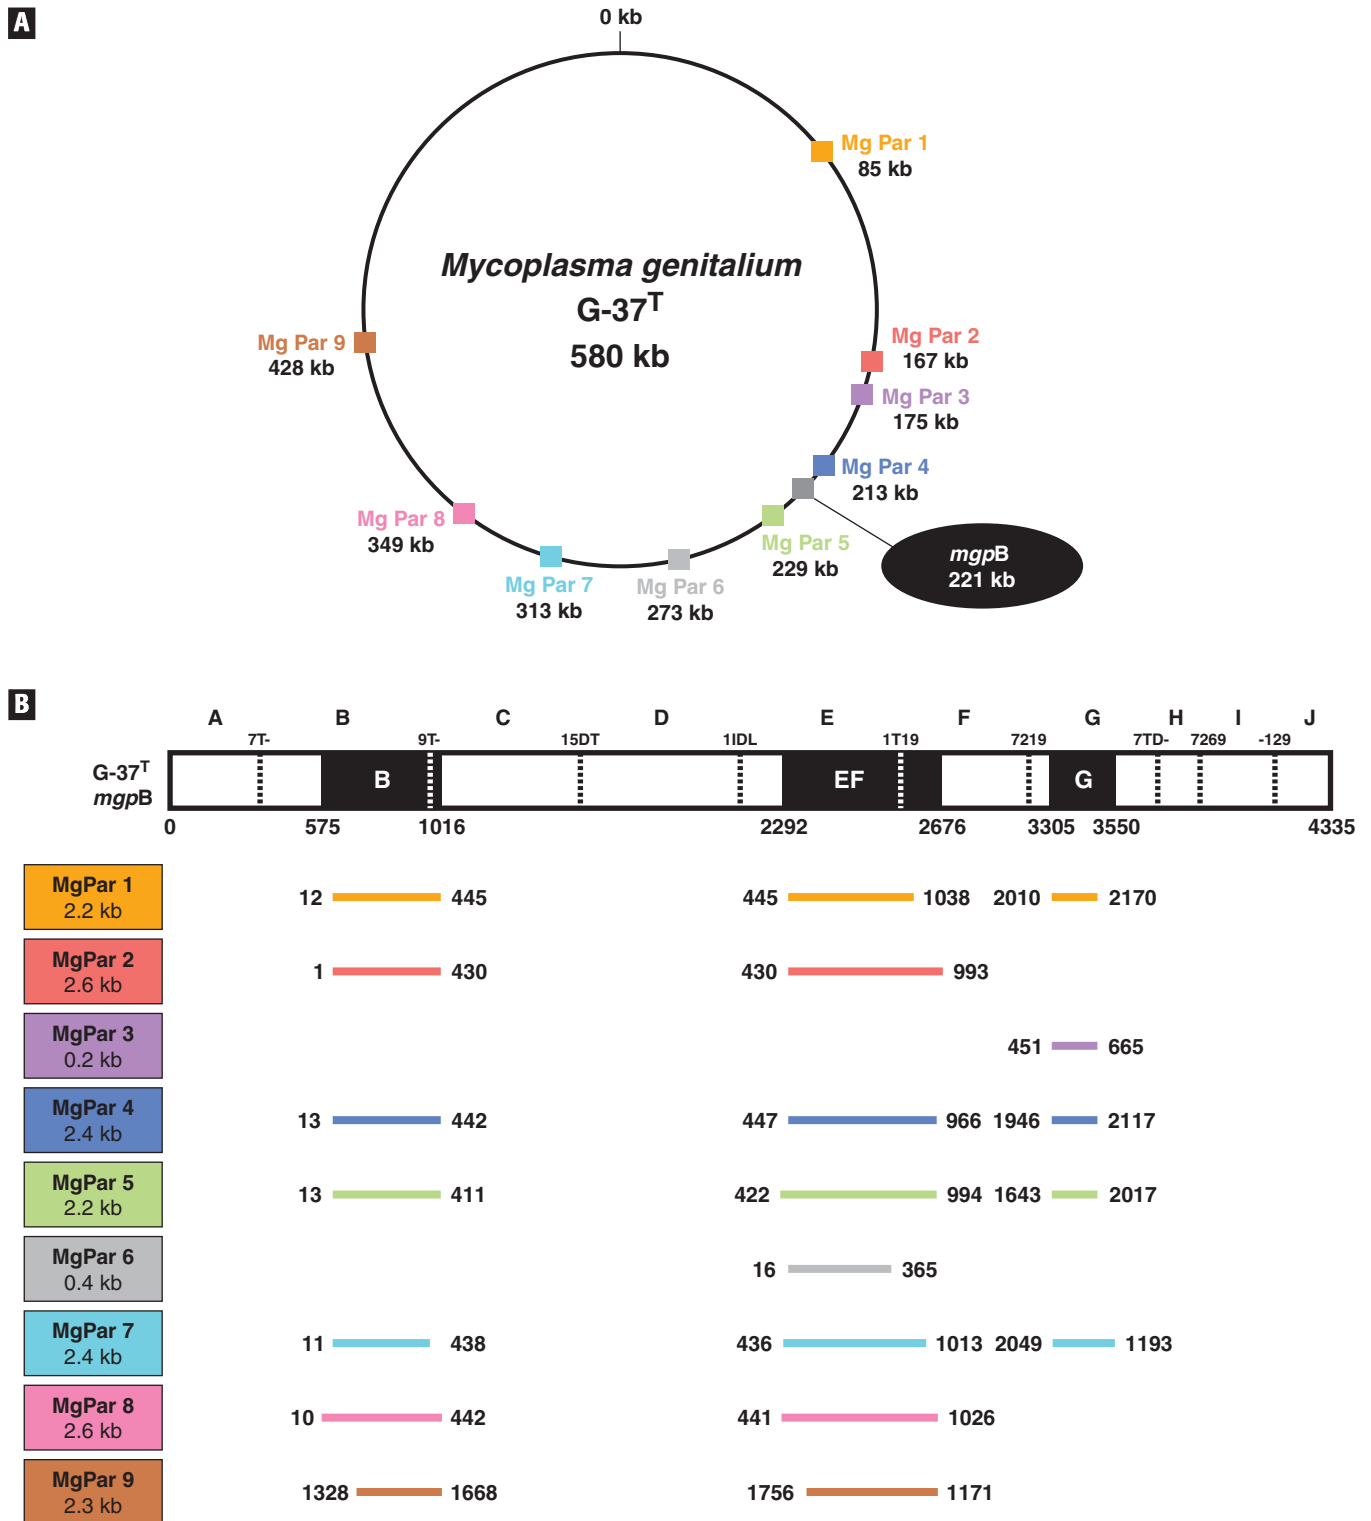 A
0 kb
Mg Par 1
85 kb
Mycoplasma genitalium
G-37T
580 kb
Mg Par 2
167 kb
Mg Par 9
428 kb
Mg Par 3
175 kb
Mg Par 4
213 kb
Mg Par 8
349 kb
Mg Par 5
229 kb
mgpB
221 kb
Mg Par 7
313 kb
Mg Par 6
273 kb
B
A B C D E F G H I J
7T- 9T- 15DT 1IDL 1T19 7219 7TD- 7269 -129
G-37T
mgpB
B EF G
0 575 1016 2292 2676 3305 3550 4335
MgPar 1
2.2 kb
12 445 445 1038 2010 2170
MgPar 2
2.6 kb
1 430 430 993
MgPar 3
0.2 kb
451 665
MgPar 4
2.4 kb
13 442 447 966 1946 2117
MgPar 5
2.2 kb
13 411 422 994 1643 2017
MgPar 6
0.4 kb
16 365
MgPar 7
2.4 kb
11 438 436 1013 2049 1193
MgPar 8
2.6 kb
10 442 441 1026
MgPar 9
2.3 kb
1328 1668 1756 1171